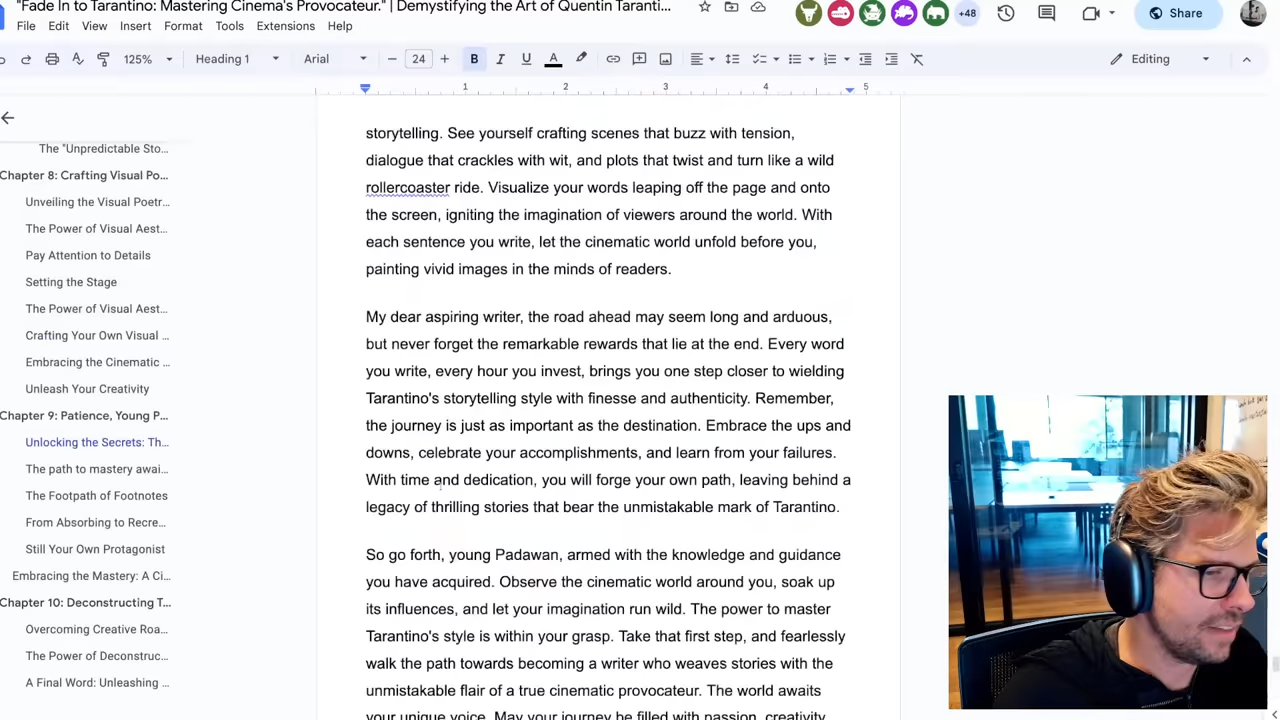 "Fade In to Tarantino: Mastering Cinema's Provocateur." | Demystifying the Art of Quentin Taranti...
+48
Share
File Edit View Insert Format Tools Extensions Help
125% Heading 1 Arial 24 B I U A Editing
1 2 3 4 5
The "Unpredictable Sto...
Chapter 8: Crafting Visual Po...
Unveiling the Visual Poetr...
The Power of Visual Aest...
Pay Attention to Details
Setting the Stage
The Power of Visual Aest...
Crafting Your Own Visual ...
Embracing the Cinematic ...
Unleash Your Creativity
Chapter 9: Patience, Young P...
Unlocking the Secrets: Th...
The path to mastery awai...
The Footpath of Footnotes
From Absorbing to Recre...
Still Your Own Protagonist
Embracing the Mastery: A Ci...
Chapter 10: Deconstructing T...
Overcoming Creative Roa...
The Power of Deconstruc...
A Final Word: Unleashing ...
storytelling. See yourself crafting scenes that buzz with tension,
dialogue that crackles with wit, and plots that twist and turn like a wild
rollercoaster ride. Visualize your words leaping off the page and onto
the screen, igniting the imagination of viewers around the world. With
each sentence you write, let the cinematic world unfold before you,
painting vivid images in the minds of readers.
My dear aspiring writer, the road ahead may seem long and arduous,
but never forget the remarkable rewards that lie at the end. Every word
you write, every hour you invest, brings you one step closer to wielding
Tarantino's storytelling style with finesse and authenticity. Remember,
the journey is just as important as the destination. Embrace the ups and
downs, celebrate your accomplishments, and learn from your failures.
With time and dedication, you will forge your own path, leaving behind a
legacy of thrilling stories that bear the unmistakable mark of Tarantino.
So go forth, young Padawan, armed with the knowledge and guidance
you have acquired. Observe the cinematic world around you, soak up
its influences, and let your imagination run wild. The power to master
Tarantino's style is within your grasp. Take that first step, and fearlessly
walk the path towards becoming a writer who weaves stories with the
unmistakable flair of a true cinematic provocateur. The world awaits
your unique voice. May your journey be filled with passion, creativity